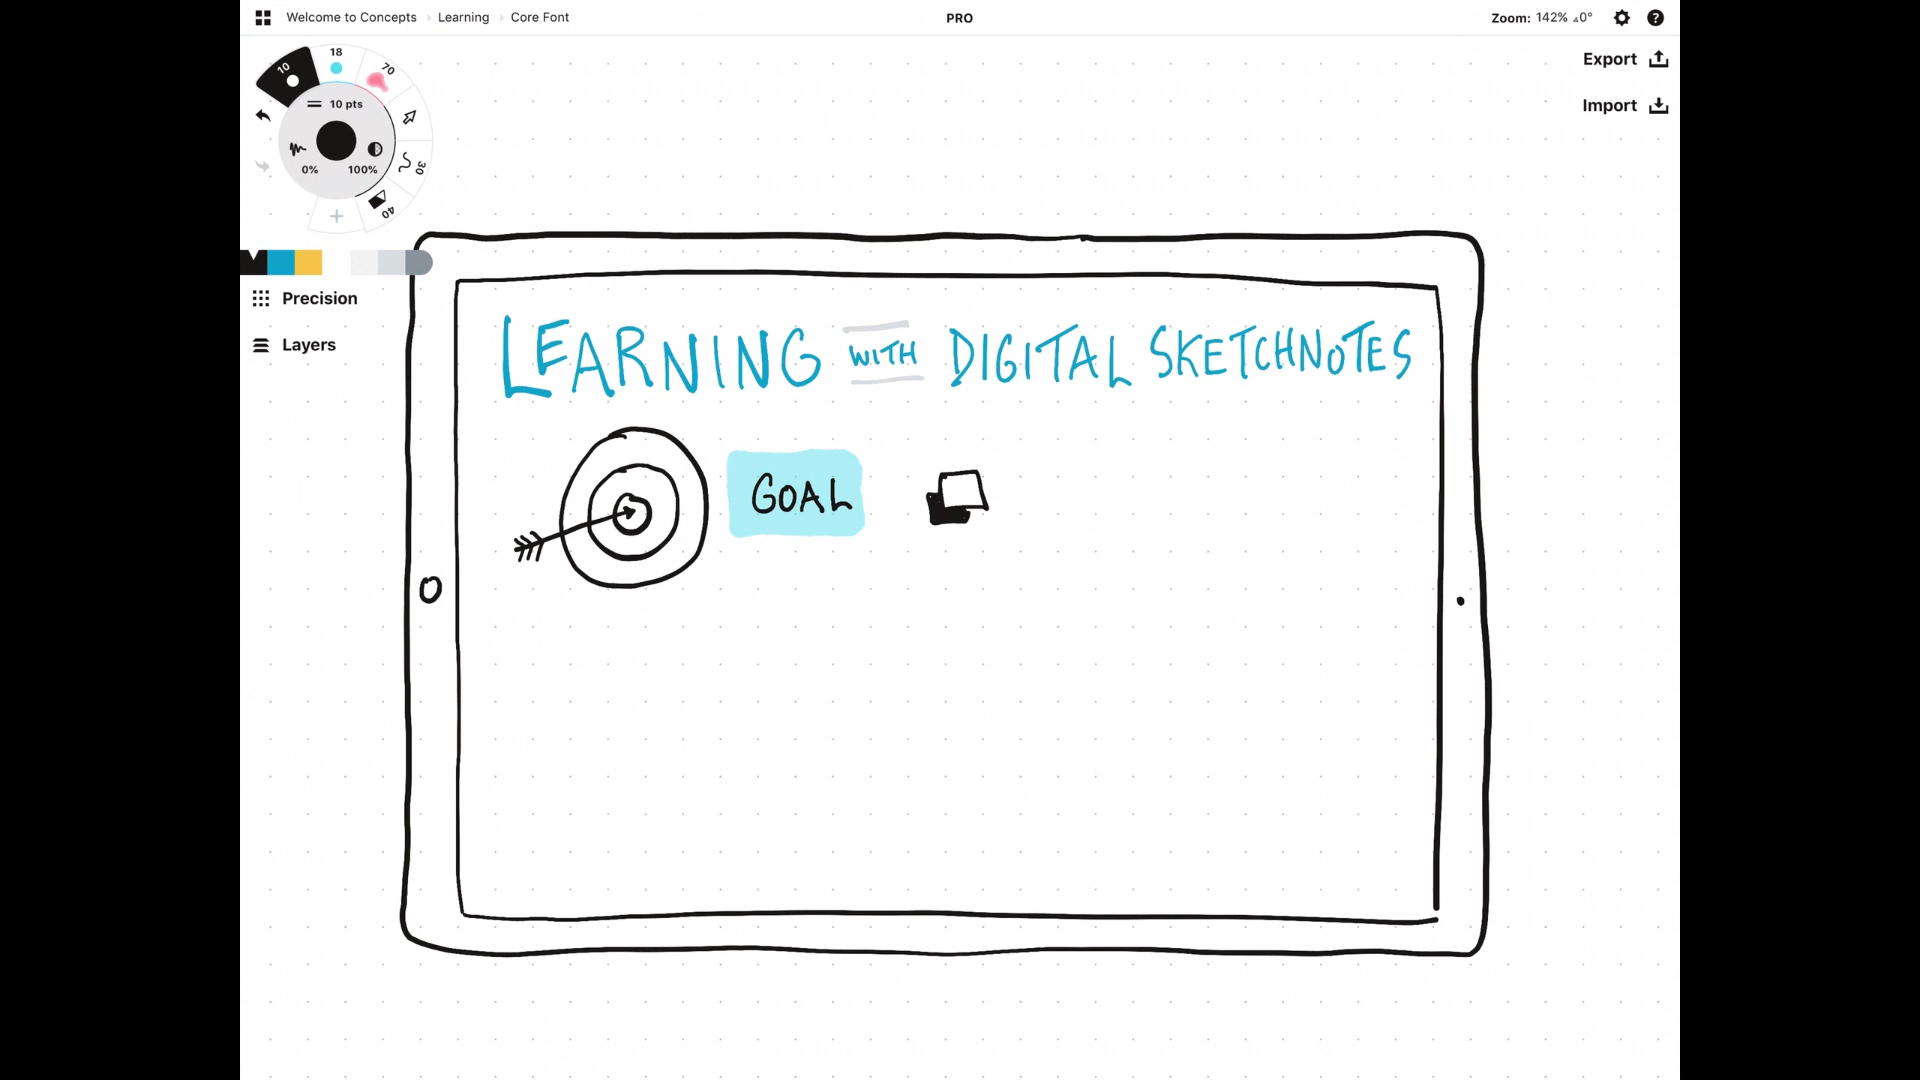 Welcome to Concepts Learning Core Font
PRO
Zoom: 142% ⊿0°
Export
Import
10
18
70
10 pts
0%
100%
30
40
Precision
Layers
LEARNING WITH DIGITAL SKETCHNOTES
GOAL